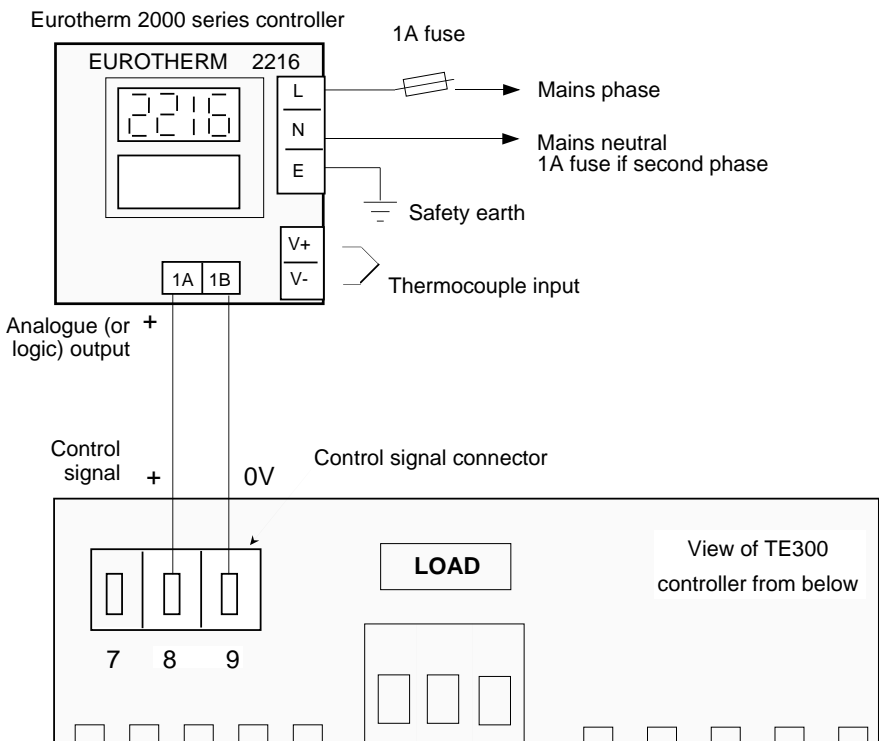 Eurotherm 2000 series controller
1A fuse
EUROTHERM 2216
L
Mains phase
2216
N
Mains neutral
1A fuse if second phase
E
Safety earth
V+
V-
Thermocouple input
1A 1B
Analogue (or +
logic) output
Control
signal + 0V
Control signal connector
LOAD
View of TE300
controller from below
7 8 9